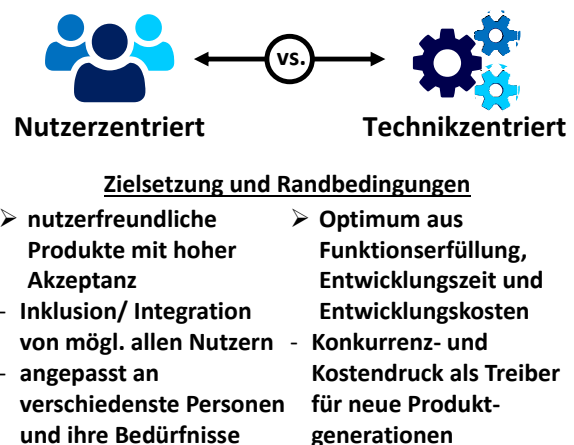 vs.
Nutzerzentriert
Technikzentriert
Zielsetzung und Randbedingungen
➢ nutzerfreundliche
Produkte mit hoher
Akzeptanz
- Inklusion/ Integration
von mögl. allen Nutzern
- angepasst an
verschiedenste Personen
und ihre Bedürfnisse
➢ Optimum aus
Funktionserfüllung,
Entwicklungszeit und
Entwicklungskosten
- Konkurrenz- und
Kostendruck als Treiber
für neue Produkt-
generationen